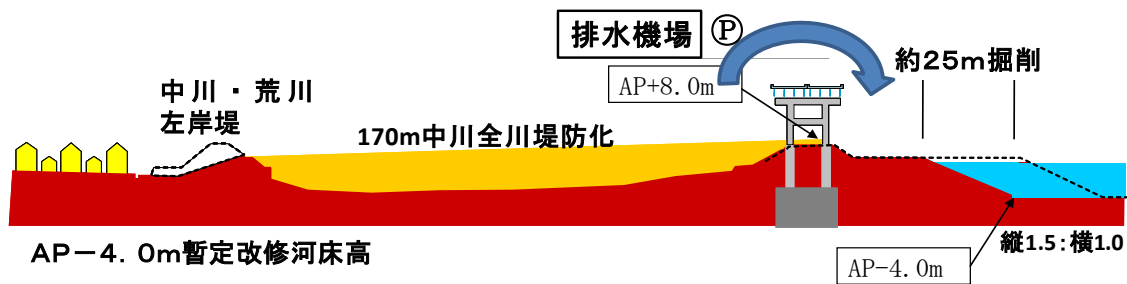 排水機場 Ⓟ
AP+8.0m
約25m掘削
中川・荒川
左岸堤
170m中川全川堤防化
AP－4．0m暫定改修河床高
縦1.5：横1.0
AP-4.0m